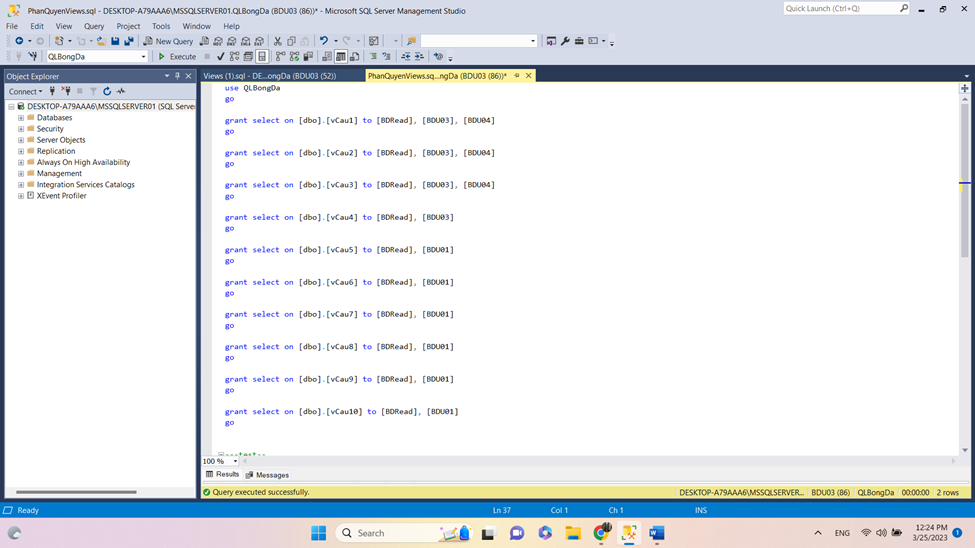 PhanQuyenViews.sql - DESKTOP-A79AAA6\MSSQLSERVER01.QLBongDa (BDU03 (86))* - Microsoft SQL Server Management Studio
Quick Launch (Ctrl+Q)
File Edit View Query Project Tools Window Help
New Query
QLBongDa
Execute
Object Explorer
Views (1).sql - DE...ongDa (BDU03 (52))
PhanQuyenViews.sq...ngDa (BDU03 (86))*
Connect
DESKTOP-A79AAA6\MSSQLSERVER01 (SQL Server
Databases
Security
Server Objects
Replication
Always On High Availability
Management
Integration Services Catalogs
XEvent Profiler
use QLBongDa
go
grant select on [dbo].[vCau1] to [BDRead], [BDU03], [BDU04]
go
grant select on [dbo].[vCau2] to [BDRead], [BDU03], [BDU04]
go
grant select on [dbo].[vCau3] to [BDRead], [BDU03], [BDU04]
go
grant select on [dbo].[vCau4] to [BDRead], [BDU03]
go
grant select on [dbo].[vCau5] to [BDRead], [BDU01]
go
grant select on [dbo].[vCau6] to [BDRead], [BDU01]
go
grant select on [dbo].[vCau7] to [BDRead], [BDU01]
go
grant select on [dbo].[vCau8] to [BDRead], [BDU01]
go
grant select on [dbo].[vCau9] to [BDRead], [BDU01]
go
grant select on [dbo].[vCau10] to [BDRead], [BDU01]
go
100 %
Results Messages
Query executed successfully.
DESKTOP-A79AAA6\MSSQLSERVER... BDU03 (86) QLBongDa 00:00:00 2 rows
Ready Ln 37 Col 1 Ch 1 INS
Search
ENG
12:24 PM
3/25/2023